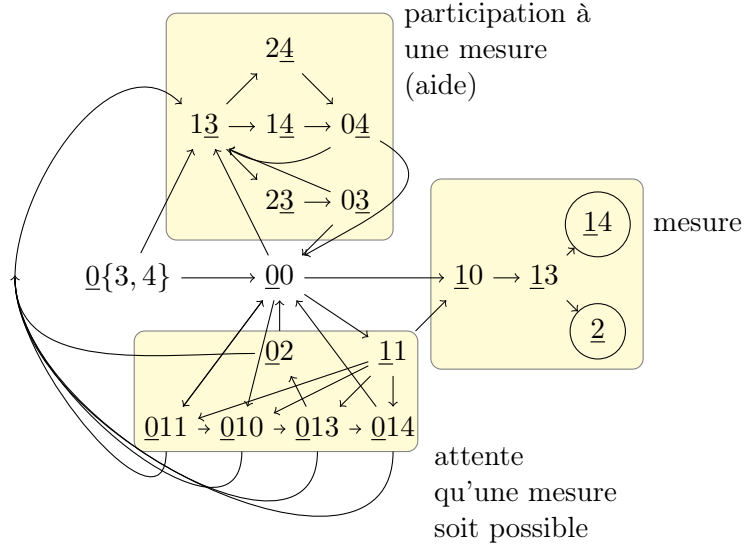 participation à
une mesure
(aide)
24
13 14 04
23 03
14
mesure
0{3, 4} 00 10 13
2
02 11
011 010 013 014
attente
qu'une mesure
soit possible